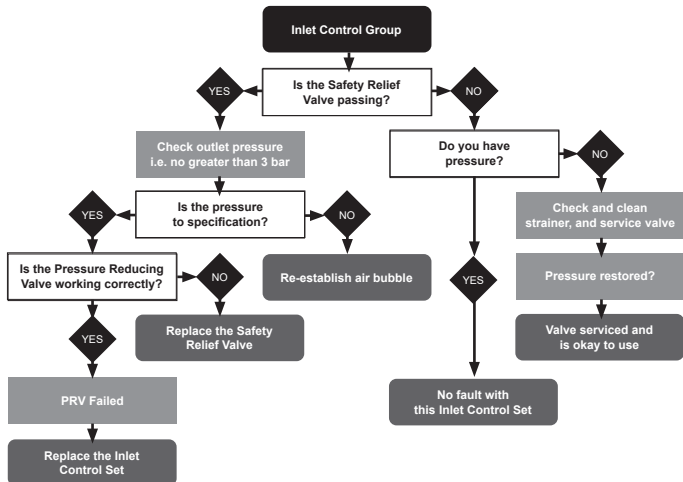 Inlet Control Group
Is the Safety Relief
Valve passing?
YES
NO
Check outlet pressure
i.e. no greater than 3 bar
Do you have
pressure?
NO
Is the pressure
to specification?
YES
NO
Check and clean
strainer, and service valve
Is the Pressure Reducing
Valve working correctly?
NO
Re-establish air bubble
YES
Pressure restored?
YES
Replace the Safety
Relief Valve
Valve serviced and
is okay to use
PRV Failed
No fault with
this Inlet Control Set
Replace the Inlet
Control Set